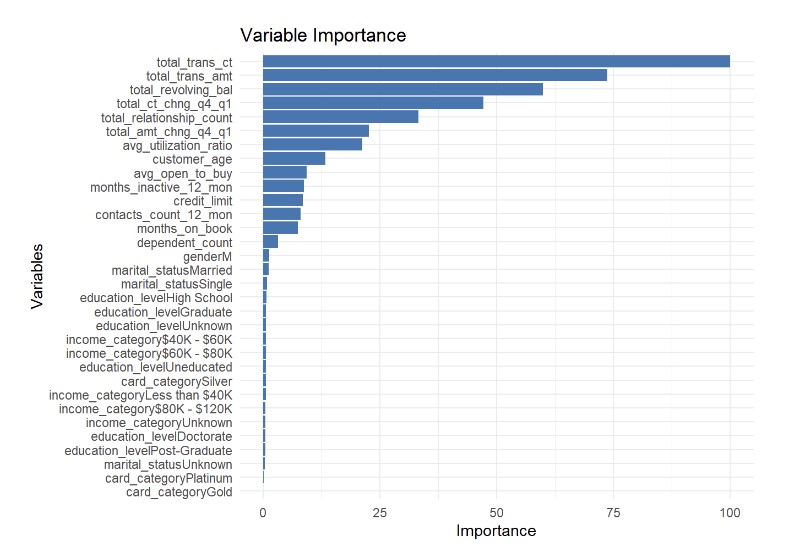 Variable Importance
total_trans_ct
total_trans_amt
total_revolving_bal
total_ct_chng_q4_q1
total_relationship_count
total_amt_chng_q4_q1
avg_utilization_ratio
customer_age
avg_open_to_buy
months_inactive_12_mon
credit_limit
contacts_count_12_mon
months_on_book
dependent_count
genderM
marital_statusMarried
marital_statusSingle
education_levelHigh School
education_levelGraduate
education_levelUnknown
income_category$40K - $60K
income_category$60K - $80K
education_levelUneducated
card_categorySilver
income_categoryLess than $40K
income_category$80K - $120K
income_categoryUnknown
education_levelDoctorate
education_levelPost-Graduate
marital_statusUnknown
card_categoryPlatinum
card_categoryGold
Variables
0 25 50 75 100
Importance